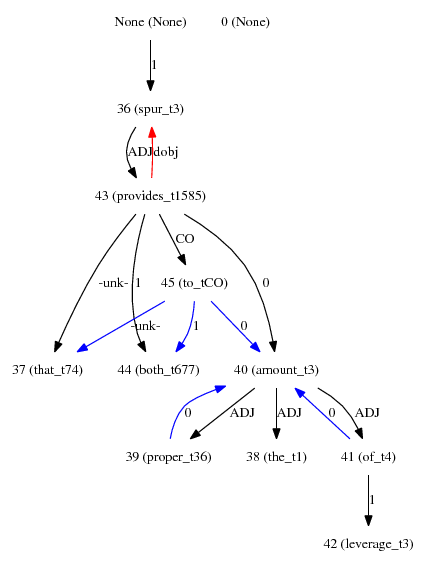 None (None) 0 (None)
1
36 (spur_t3)
ADJ dobj
43 (provides_t1585)
CO
-unk- 1 45 (to_tCO) 0
-unk- 1 0
37 (that_t74) 44 (both_t677) 40 (amount_t3)
0 ADJ ADJ 0 ADJ
39 (proper_t36) 38 (the_t1) 41 (of_t4)
1
42 (leverage_t3)